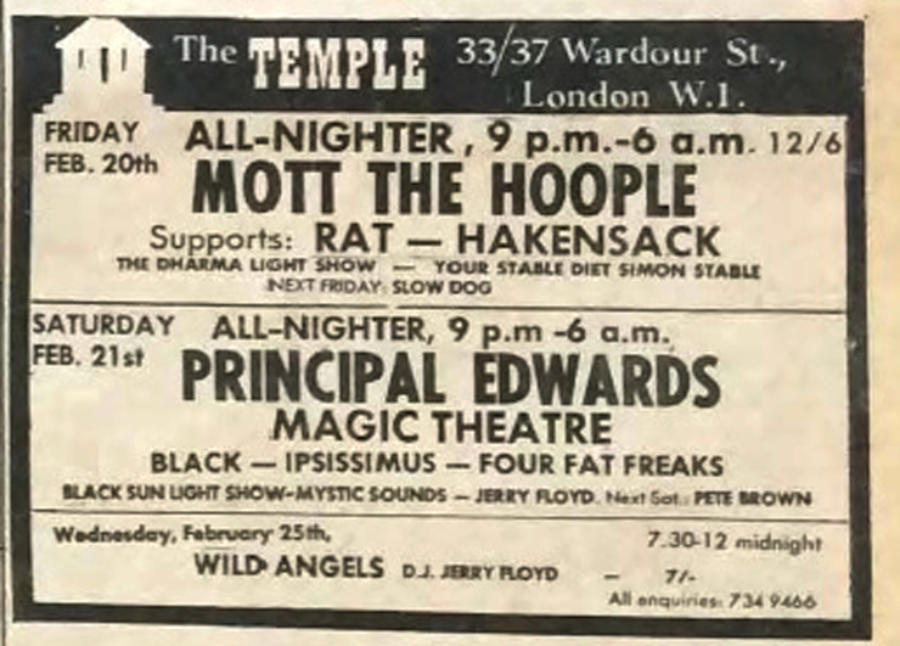 The TEMPLE 33/37 Wardour St.,
London W.1.
FRIDAY
FEB. 20th
ALL-NIGHTER, 9 p.m.-6 a.m. 12/6
MOTT THE HOOPLE
Supports: RAT — HAKENSACK
THE DHARMA LIGHT SHOW — YOUR STABLE DIET SIMON STABLE
NEXT FRIDAY: SLOW DOG
SATURDAY
FEB. 21st
ALL-NIGHTER, 9 p.m -6 a.m.
PRINCIPAL EDWARDS
MAGIC THEATRE
BLACK — IPSISSIMUS — FOUR FAT FREAKS
BLACK SUN LIGHT SHOW-MYSTIC SOUNDS — JERRY FLOYD. Next Sat.: PETE BROWN
Wednesday, February 25th, 7.30-12 midnight
WILD ANGELS D.J. JERRY FLOYD — 7/-
All enquiries: 734 9466